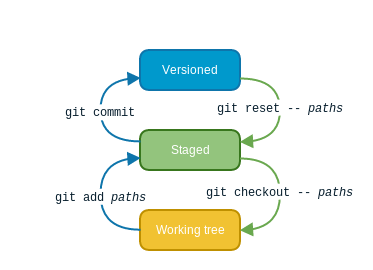 Versioned
git reset -- paths
git commit
Staged
git checkout -- paths
git add paths
Working tree